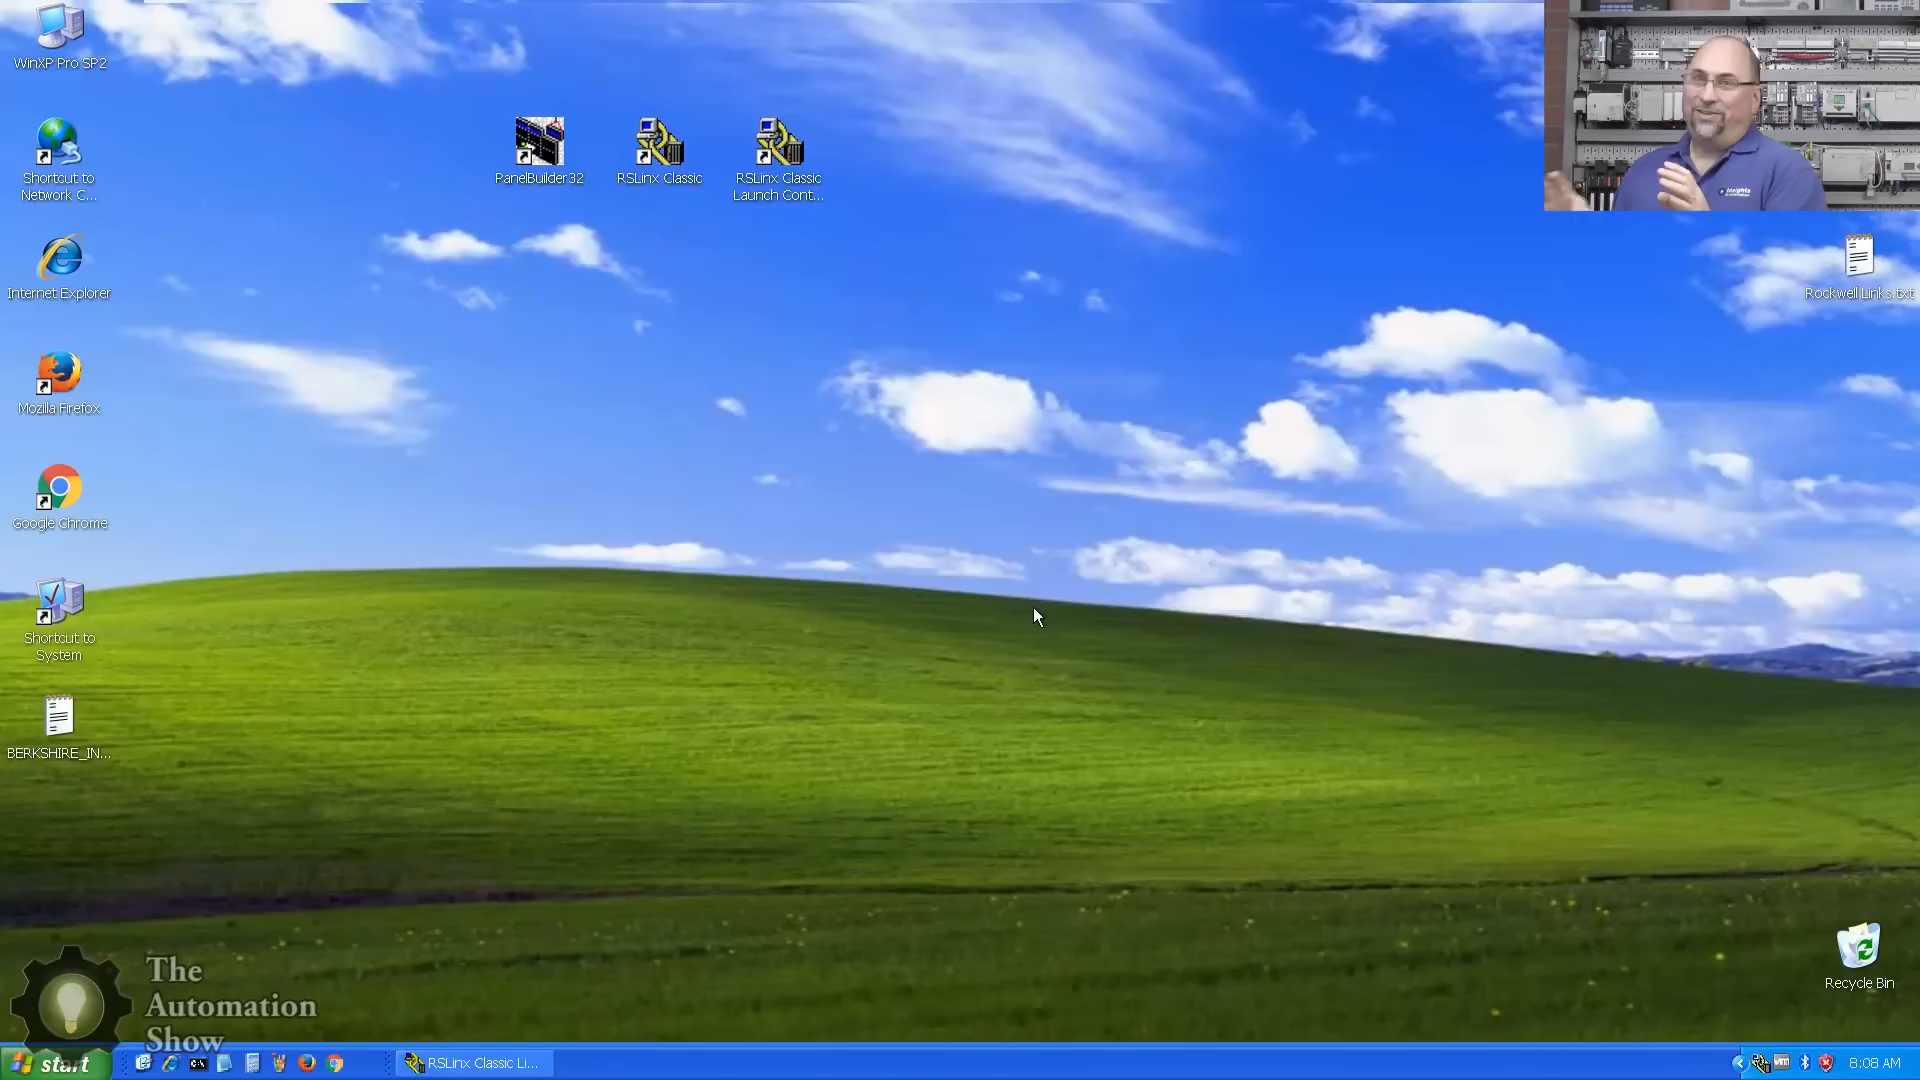 WinXP Pro SP2
Shortcut to
Network C...
Internet Explorer
Mozilla Firefox
Google Chrome
Shortcut to
System
BERKSHIRE_IN...
PanelBuilder32
RSLinx Classic
RSLinx Classic
Launch Cont...
Insights
Rockwell Links.txt
Recycle Bin
The
Automation
Show
start
RSLinx Classic Li...
vm
8:08 AM